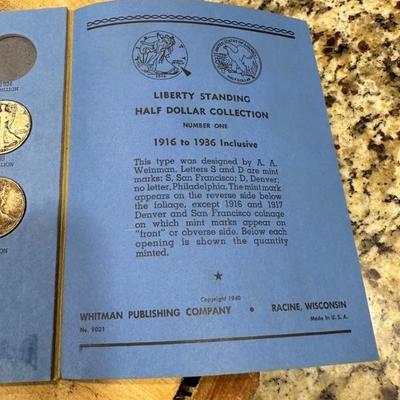 LIBERTY STANDING
HALF DOLLAR COLLECTION
NUMBER ONE
1916 to 1936 Inclusive
This type was designed by A. A.
Weinman. Letters S and D are mint
marks: S, San Francisco; D, Denver;
no letter, Philadelphia. The mint mark
appears on the reverse side below
the foliage, except 1916 and 1917
Denver and San Francisco coinage
on which mint marks appear on
"front" or obverse side. Below each
opening is shown the quantity
minted.
Copyright 1940
WHITMAN PUBLISHING COMPANY • RACINE, WISCONSIN
No. 9021 Made in U. S. A.